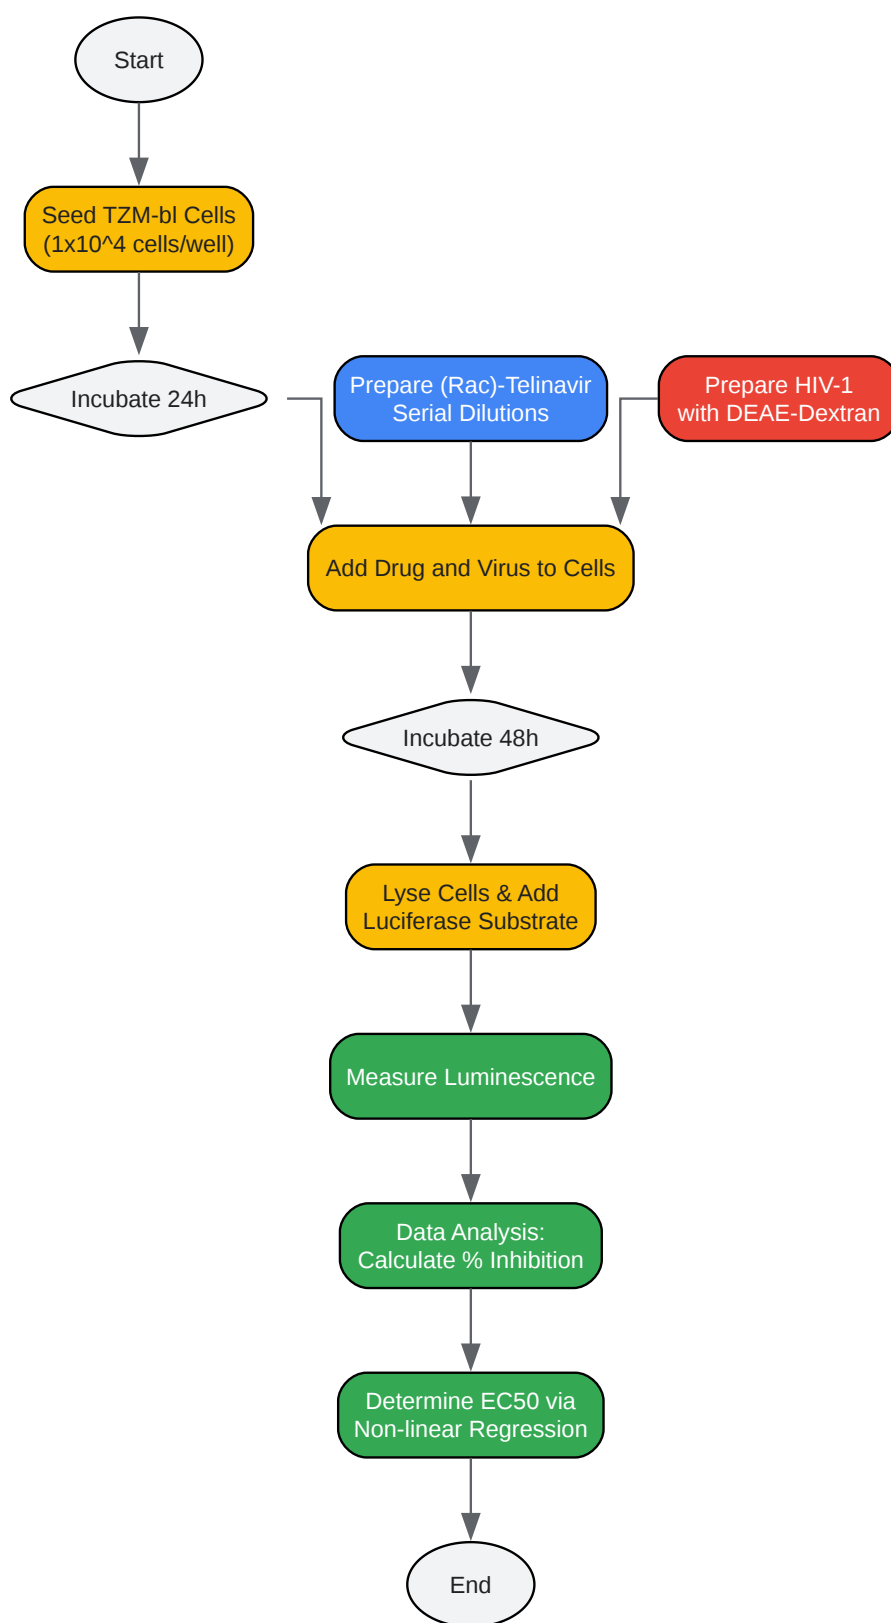 Start
Seed TZM-bl Cells
(1x10^4 cells/well)
Incubate 24h
Prepare (Rac)-Telinavir
Serial Dilutions
Prepare HIV-1
with DEAE-Dextran
Add Drug and Virus to Cells
Incubate 48h
Lyse Cells & Add
Luciferase Substrate
Measure Luminescence
Data Analysis:
Calculate % Inhibition
Determine EC50 via
Non-linear Regression
End